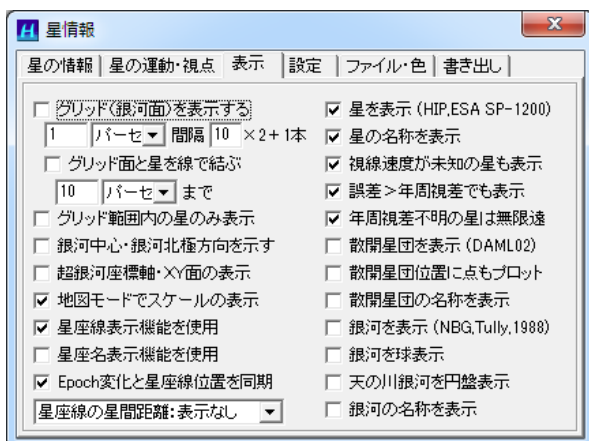 星情報
星の情報 星の運動・視点 表示 設定 ファイル・色 書き出し
グリッド(銀河面)を表示する
1 パーセ 間隔 10 ×2+1本
グリッド面と星を線で結ぶ
10 パーセ まで
グリッド範囲内の星のみ表示
銀河中心・銀河北極方向を示す
超銀河座標軸・XY面の表示
地図モードでスケールの表示
星座線表示機能を使用
星座名表示機能を使用
Epoch変化と星座線位置を同期
星座線の星間距離:表示なし
星を表示 (HIP,ESA SP-1200)
星の名称を表示
視線速度が未知の星も表示
誤差>年周視差でも表示
年周視差不明の星は無限遠
散開星団を表示 (DAML02)
散開星団位置に点もプロット
散開星団の名称を表示
銀河を表示 (NBG,Tully,1988)
銀河を球表示
天の川銀河を円盤表示
銀河の名称を表示